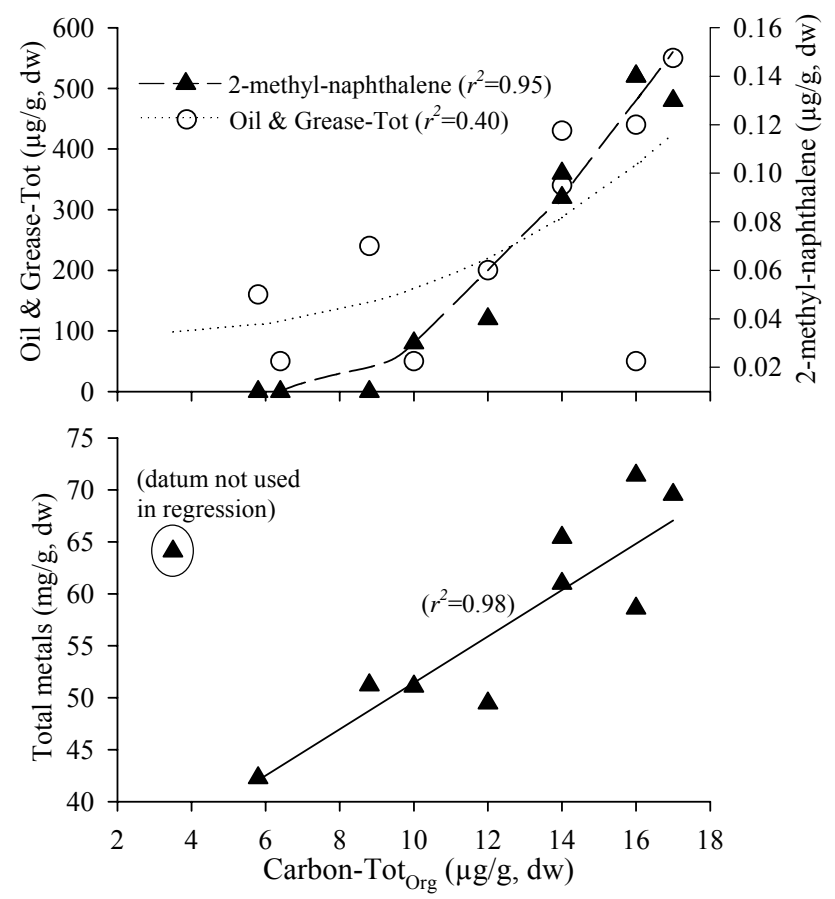 600
500
400
300
200
100
0
Oil & Grease-Tot (µg/g, dw)
2-methyl-naphthalene (r²=0.95)
Oil & Grease-Tot (r²=0.40)
0.16
0.14
0.12
0.10
0.08
0.06
0.04
0.02
2-methyl-naphthalene (µg/g, dw)
75
70
65
60
55
50
45
40
Total metals (mg/g, dw)
(datum not used
in regression)
(r²=0.98)
2 4 6 8 10 12 14 16 18
Carbon-Tot_Org (µg/g, dw)